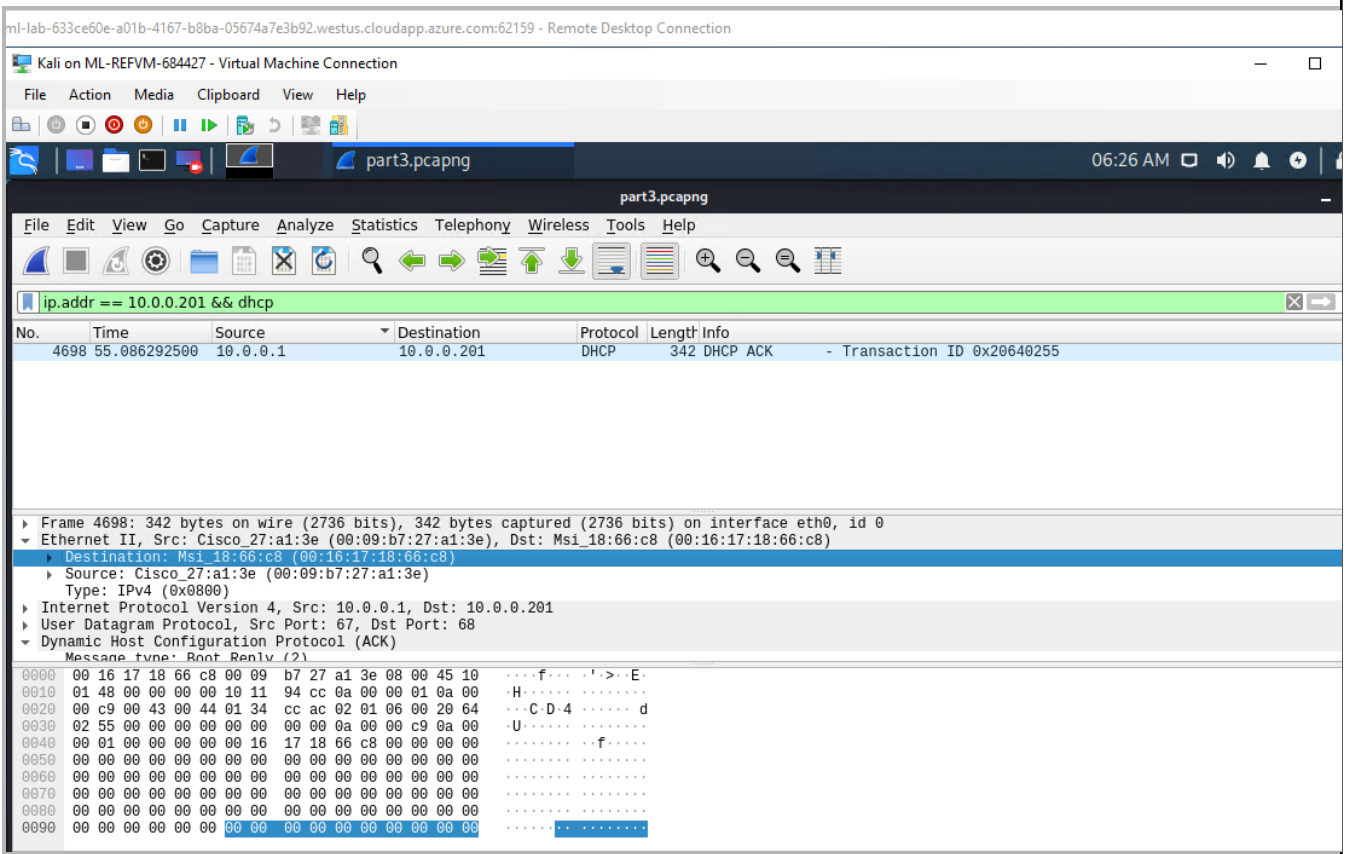 ml-lab-633ce60e-a01b-4167-b8ba-05674a7e3b92.westus.cloudapp.azure.com:62159 - Remote Desktop Connection
Kali on ML-REFVM-684427 - Virtual Machine Connection
File Action Media Clipboard View Help
part3.pcapng 06:26 AM
part3.pcapng
File Edit View Go Capture Analyze Statistics Telephony Wireless Tools Help
ip.addr == 10.0.0.201 && dhcp
No. Time Source Destination Protocol Length Info
4698 55.086292500 10.0.0.1 10.0.0.201 DHCP 342 DHCP ACK - Transaction ID 0x20640255
Frame 4698: 342 bytes on wire (2736 bits), 342 bytes captured (2736 bits) on interface eth0, id 0
Ethernet II, Src: Cisco_27:a1:3e (00:09:b7:27:a1:3e), Dst: Msi_18:66:c8 (00:16:17:18:66:c8)
Destination: Msi_18:66:c8 (00:16:17:18:66:c8)
Source: Cisco_27:a1:3e (00:09:b7:27:a1:3e)
Type: IPv4 (0x0800)
Internet Protocol Version 4, Src: 10.0.0.1, Dst: 10.0.0.201
User Datagram Protocol, Src Port: 67, Dst Port: 68
Dynamic Host Configuration Protocol (ACK)
Message type: Boot Reply (2)
0000 00 16 17 18 66 c8 00 09 b7 27 a1 3e 08 00 45 10 ····f··· ·'·>··E·
0010 01 48 00 00 00 00 10 11 94 cc 0a 00 00 01 0a 00 ·H······ ········
0020 00 c9 00 43 00 44 01 34 cc ac 02 01 06 00 20 64 ···C·D·4 ······ d
0030 02 55 00 00 00 00 00 00 00 00 0a 00 00 c9 0a 00 ·U······ ········
0040 00 01 00 00 00 00 00 16 17 18 66 c8 00 00 00 00 ········ ··f·····
0050 00 00 00 00 00 00 00 00 00 00 00 00 00 00 00 00 ········ ········
0060 00 00 00 00 00 00 00 00 00 00 00 00 00 00 00 00 ········ ········
0070 00 00 00 00 00 00 00 00 00 00 00 00 00 00 00 00 ········ ········
0080 00 00 00 00 00 00 00 00 00 00 00 00 00 00 00 00 ········ ········
0090 00 00 00 00 00 00 00 00 00 00 00 00 00 00 00 00 ········ ········